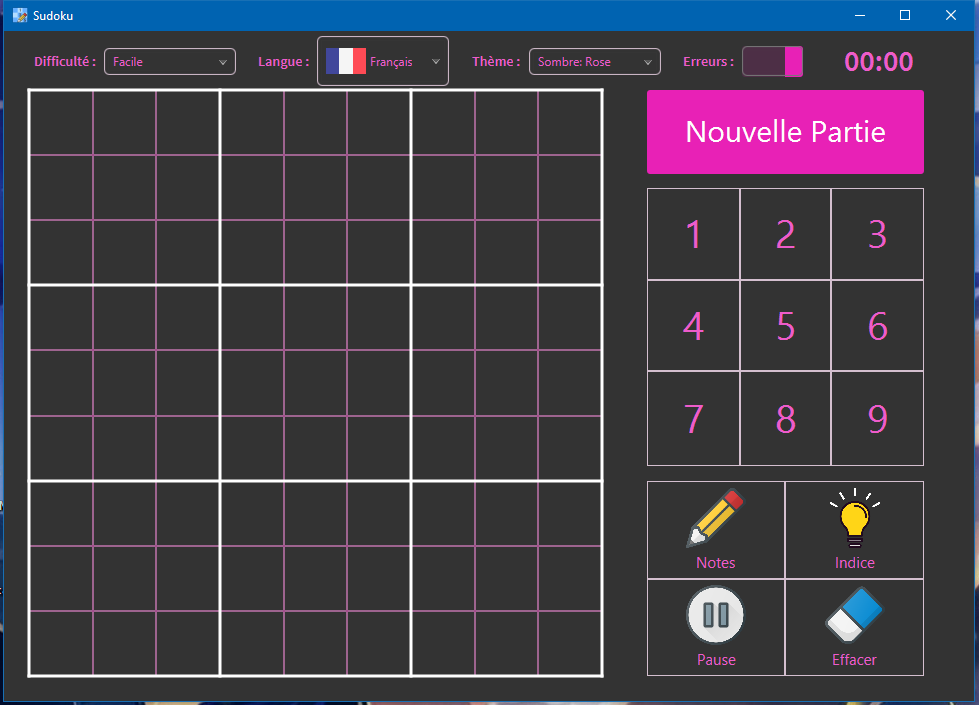 Sudoku
Difficulté : Facile Langue : Français Thème : Sombre: Rose Erreurs : 00:00
Nouvelle Partie
1 2 3
4 5 6
7 8 9
Notes Indice
Pause Effacer